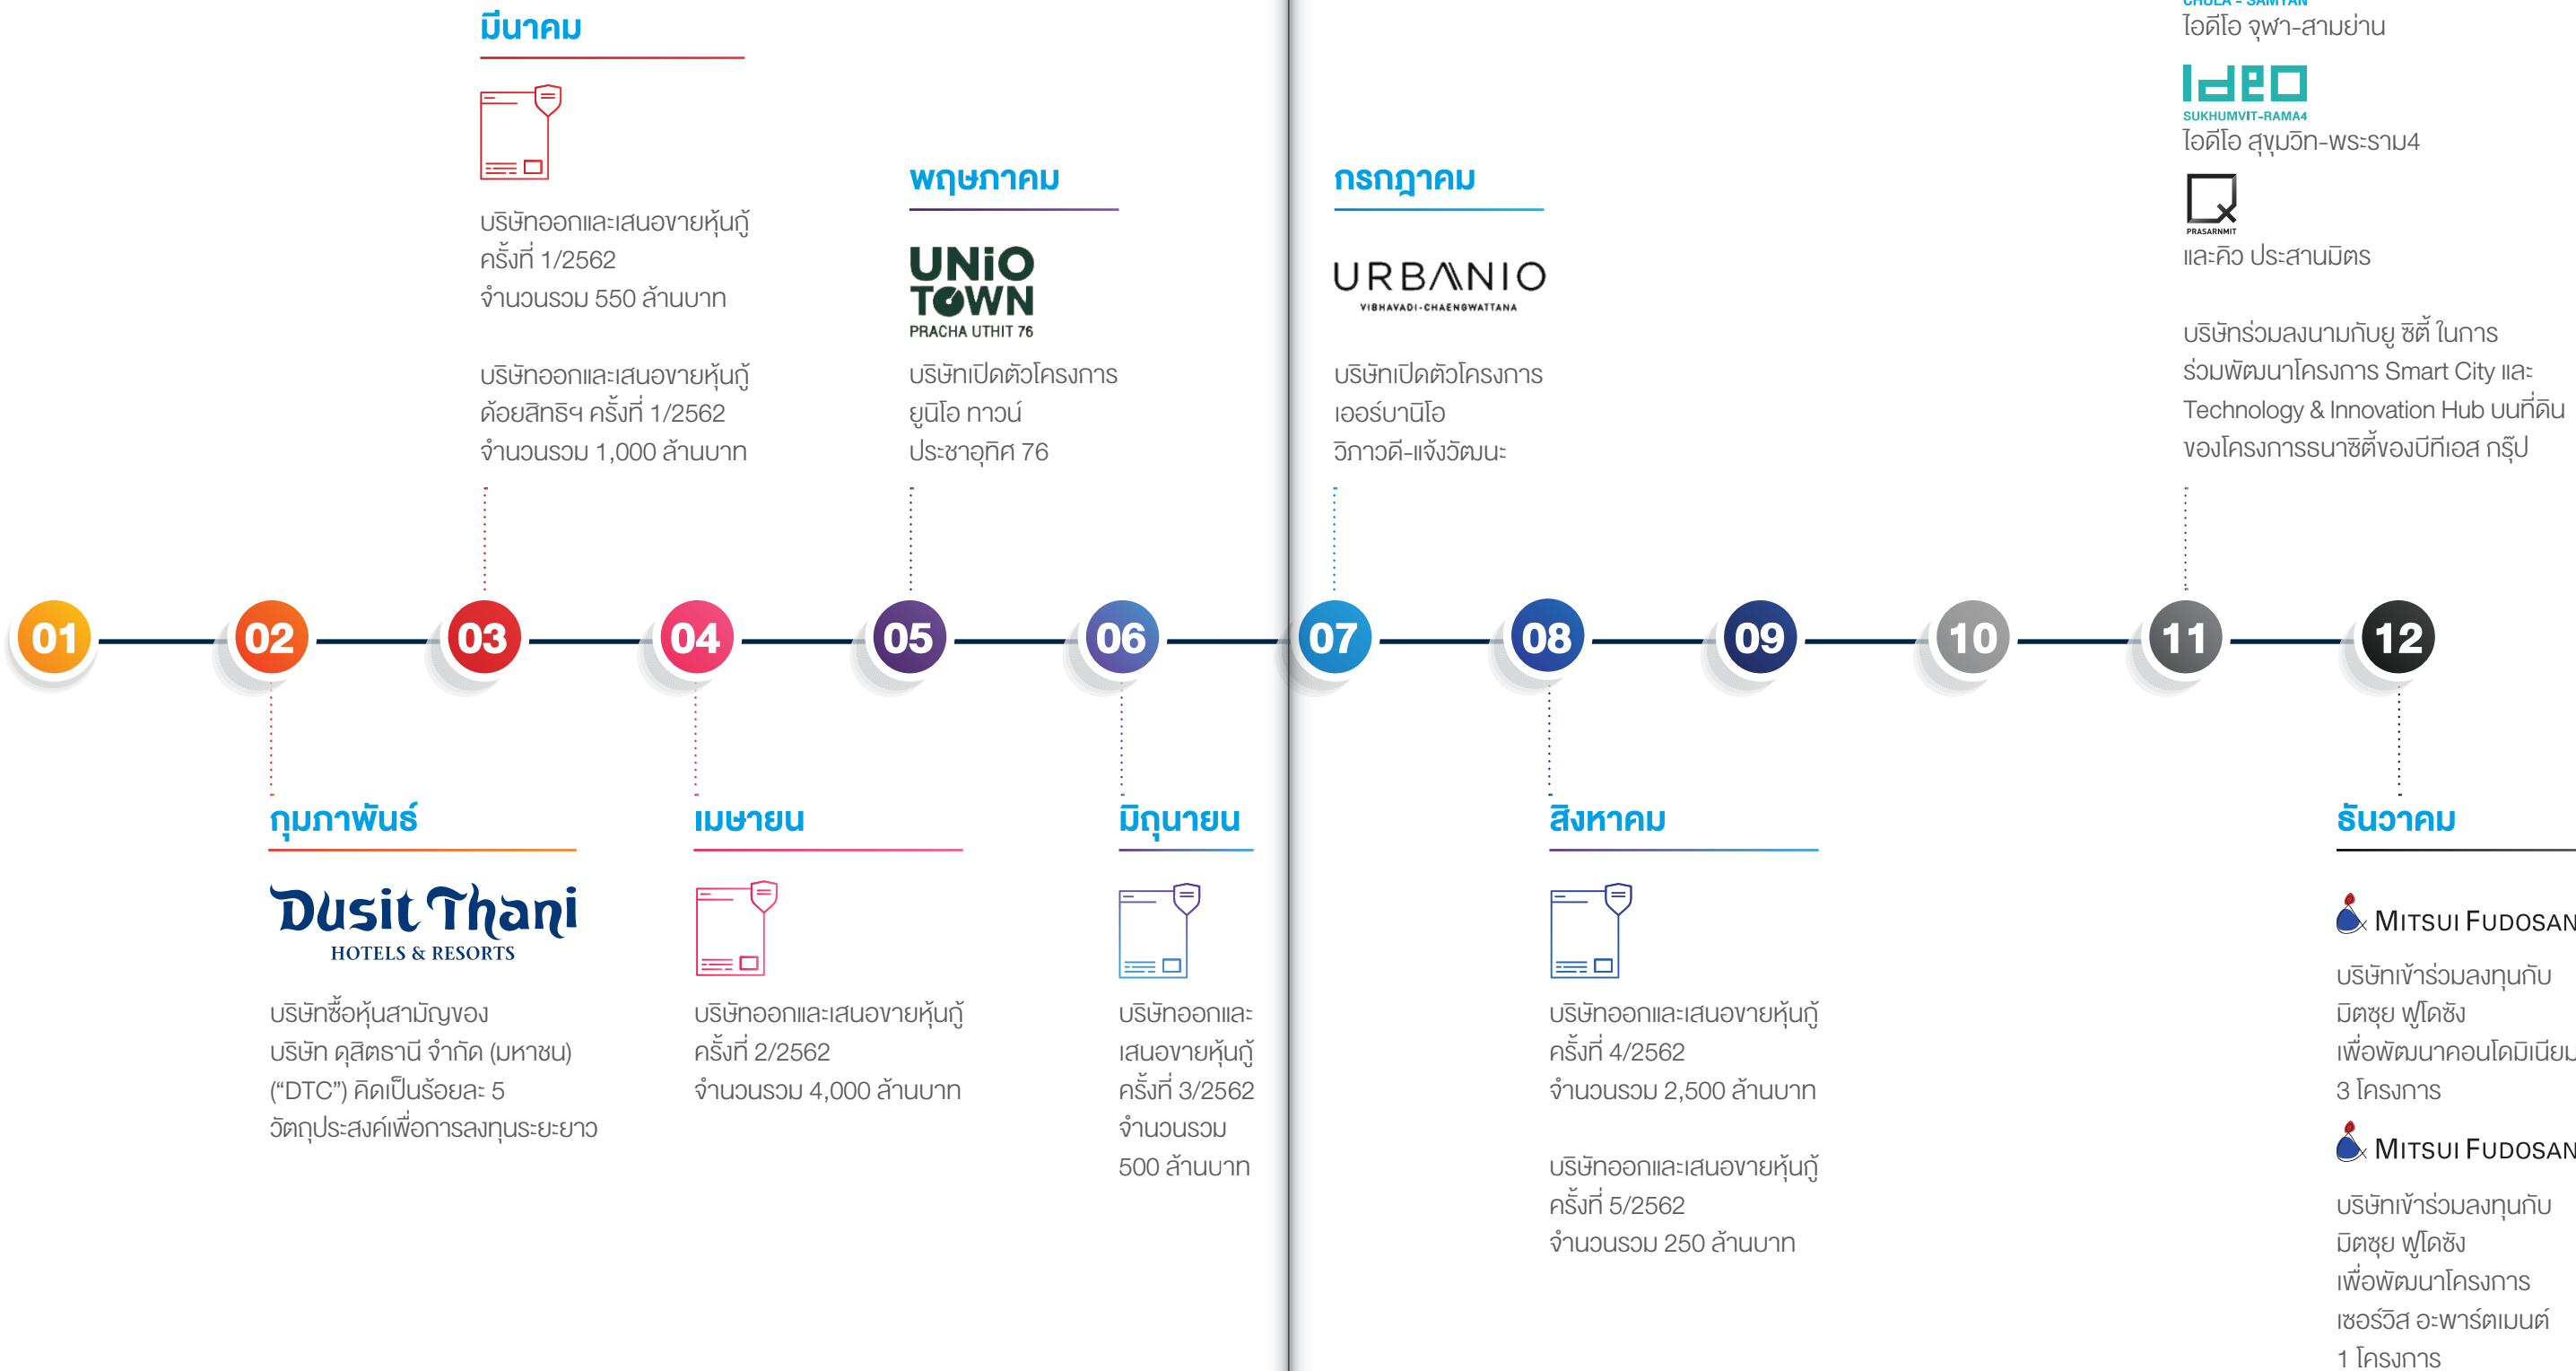 มีนาคม
บริษัทออกและเสนอขายหุ้นกู้
ครั้งที่ 1/2562
จำนวนรวม 550 ล้านบาท
บริษัทออกและเสนอขายหุ้นกู้
ด้อยสิทธิฯ ครั้งที่ 1/2562
จำนวนรวม 1,000 ล้านบาท
พฤษภาคม
UNiO
TOWN
PRACHA UTHIT 76
บริษัทเปิดตัวโครงการ
ยูนิโอ ทาวน์
ประชาอุทิศ 76
กรกฎาคม
URBANIO
VIBHAVADI-CHAENGWATTANA
บริษัทเปิดตัวโครงการ
เออร์บานิโอ
วิภาวดี-แจ้งวัฒนะ
CHULA - SAMYAN
ไอดีโอ จุฬา-สามย่าน
IDEO
SUKHUMVIT-RAMA4
ไอดีโอ สุขุมวิท-พระราม4
Q
PRASARNMIT
และคิว ประสานมิตร
บริษัทร่วมลงนามกับยู ซิตี้ ในการ
ร่วมพัฒนาโครงการ Smart City และ
Technology & Innovation Hub บนที่ดิน
ของโครงการธนาซิตี้ของบีทีเอส กรุ๊ป
01
02
03
04
05
06
07
08
09
10
11
12
กุมภาพันธ์
Dusit Thani
HOTELS & RESORTS
บริษัทซื้อหุ้นสามัญของ
บริษัท ดุสิตธานี จำกัด (มหาชน)
(“DTC”) คิดเป็นร้อยละ 5
วัตถุประสงค์เพื่อการลงทุนระยะยาว
เมษายน
บริษัทออกและเสนอขายหุ้นกู้
ครั้งที่ 2/2562
จำนวนรวม 4,000 ล้านบาท
มิถุนายน
บริษัทออกและ
เสนอขายหุ้นกู้
ครั้งที่ 3/2562
จำนวนรวม
500 ล้านบาท
สิงหาคม
บริษัทออกและเสนอขายหุ้นกู้
ครั้งที่ 4/2562
จำนวนรวม 2,500 ล้านบาท
บริษัทออกและเสนอขายหุ้นกู้
ครั้งที่ 5/2562
จำนวนรวม 250 ล้านบาท
ธันวาคม
MITSUI FUDOSAN
บริษัทเข้าร่วมลงทุนกับ
มิตซุย ฟูโดซัง
เพื่อพัฒนาคอนโดมิเนียม
3 โครงการ
MITSUI FUDOSAN
บริษัทเข้าร่วมลงทุนกับ
มิตซุย ฟูโดซัง
เพื่อพัฒนาโครงการ
เซอร์วิส อะพาร์ตเมนต์
1 โครงการ